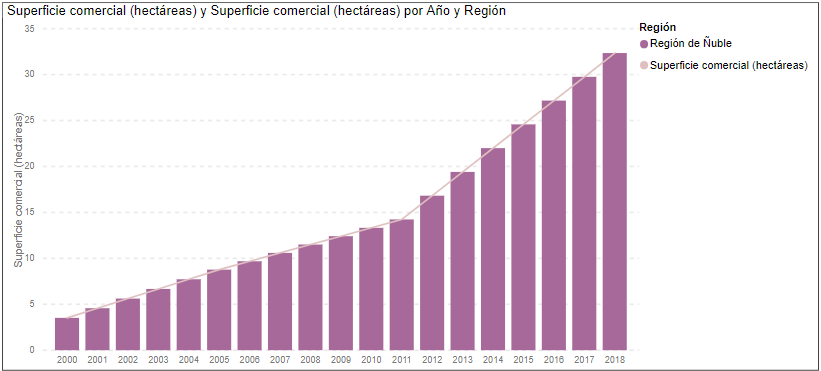 Superficie comercial (hectáreas) y Superficie comercial (hectáreas) por Año y Región
Región
Región de Ñuble
Superficie comercial (hectáreas)
Superficie comercial (hectáreas)
35
30
25
20
15
10
5
0
2000 2001 2002 2003 2004 2005 2006 2007 2008 2009 2010 2011 2012 2013 2014 2015 2016 2017 2018